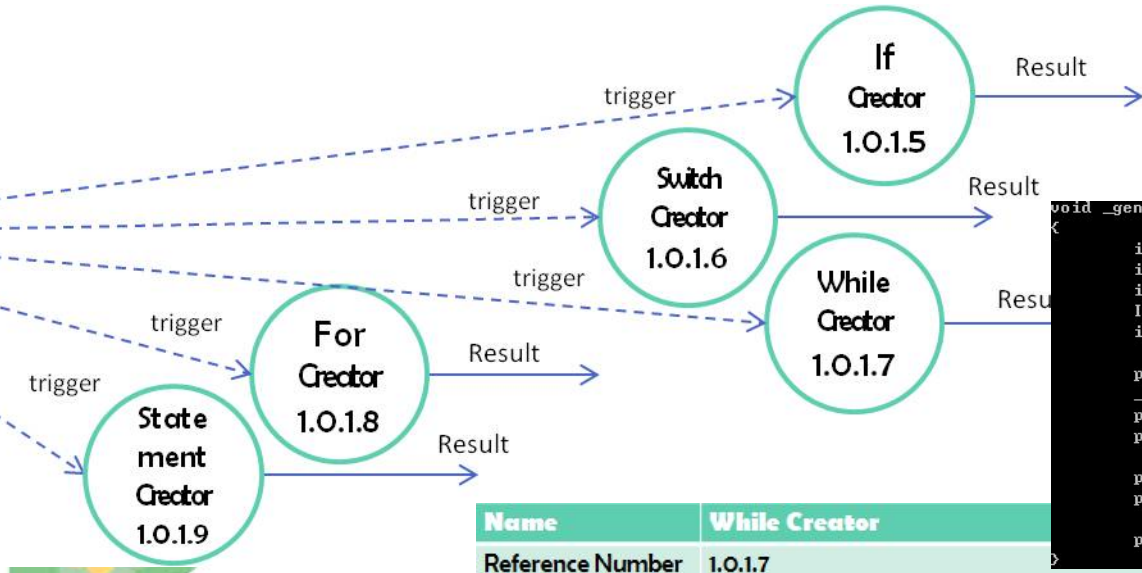 If
Creator
1.0.1.5
Result
trigger
Switch
Creator
1.0.1.6
Result
trigger
While
Creator
1.0.1.7
trigger
For
Creator
1.0.1.8
Result
trigger
State
ment
Creator
1.0.1.9
Result
trigger
void _gen
{
i
i
i
I
i
p
_
p
p
p
p
p
}
Name While Creator
Reference Number 1.0.1.7